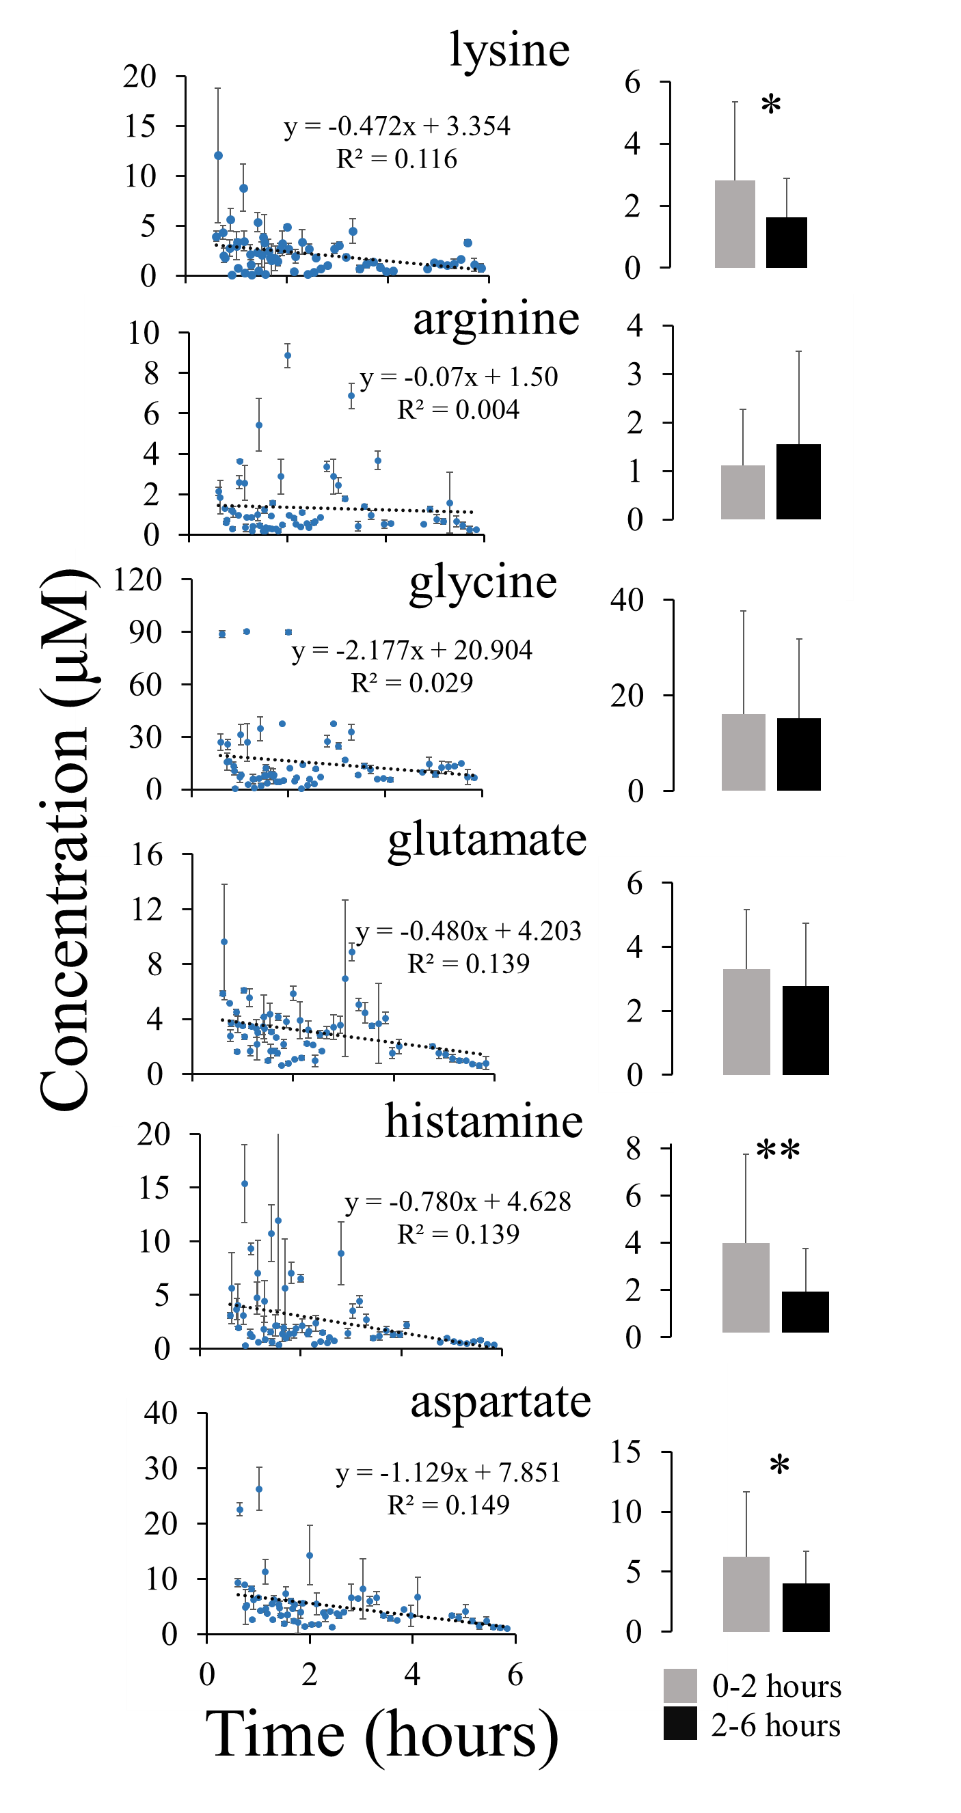 lysine
20
15
10
5
0
y = -0.472x + 3.354
R² = 0.116
6
4
2
0
*
arginine
10
8
6
4
2
0
y = -0.07x + 1.50
R² = 0.004
4
3
2
1
0
glycine
120
90
60
30
0
y = -2.177x + 20.904
R² = 0.029
40
20
0
Concentration (μM)
glutamate
16
12
8
4
0
y = -0.480x + 4.203
R² = 0.139
6
4
2
0
histamine
20
15
10
5
0
y = -0.780x + 4.628
R² = 0.139
8
6
4
2
0
**
aspartate
40
30
20
10
0
y = -1.129x + 7.851
R² = 0.149
15
10
5
0
*
0 2 4 6
Time (hours)
0-2 hours
2-6 hours